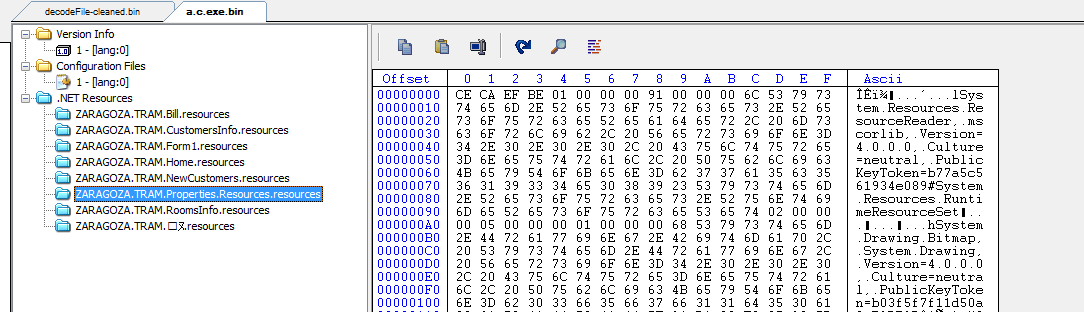 decodeFile-cleaned.bin
a.c.exe.bin
Version Info
1 - [lang:0]
Configuration Files
1 - [lang:0]
.NET Resources
ZARAGOZA.TRAM.Bill.resources
ZARAGOZA.TRAM.CustomersInfo.resources
ZARAGOZA.TRAM.Form1.resources
ZARAGOZA.TRAM.Home.resources
ZARAGOZA.TRAM.NewCustomers.resources
ZARAGOZA.TRAM.Properties.Resources.resources
ZARAGOZA.TRAM.RoomsInfo.resources
Offset 0 1 2 3 4 5 6 7 8 9 A B C D E F Ascii
00000000 CE CA EF BE 01 00 00 00 91 00 00 00 6C 53 79 73
00000010 74 65 6D 2E 52 65 73 6F 75 72 63 65 73 2E 52 65 tem.Resources.Re
00000020 73 6F 75 72 63 65 52 65 61 64 65 72 2C 20 6D 73 sourceReader,.ms
00000030 63 6F 72 6C 69 62 2C 20 56 65 72 73 69 6F 6E 3D corlib,.Version=
00000040 34 2E 30 2E 30 2E 30 2C 20 43 75 6C 74 75 72 65 4.0.0.0,.Culture
00000050 3D 6E 65 75 74 72 61 6C 2C 20 50 75 62 6C 69 63 =neutral,.Public
00000060 4B 65 79 54 6F 6B 65 6E 3D 62 37 37 61 35 63 35 KeyToken=b77a5c5
00000070 36 31 39 33 34 65 30 38 39 23 53 79 73 74 65 6D 61934e089#System
00000080 2E 52 65 73 6F 75 72 63 65 73 2E 52 75 6E 74 69 .Resources.Runti
00000090 6D 65 52 65 73 6F 75 72 63 65 53 65 74 02 00 00 meResourceSet
000000A0 00 05 00 00 00 01 00 00 00 68 53 79 73 74 65 6D hSystem
000000B0 2E 44 72 61 77 69 6E 67 2E 42 69 74 6D 61 70 2C .Drawing.Bitmap,
000000C0 20 53 79 73 74 65 6D 2E 44 72 61 77 69 6E 67 2C .System.Drawing,
000000D0 20 56 65 72 73 69 6F 6E 3D 34 2E 30 2E 30 2E 30 .Version=4.0.0.0
000000E0 2C 20 43 75 6C 74 75 72 65 3D 6E 65 75 74 72 61 ,.Culture=neutra
000000F0 6C 2C 20 50 75 62 6C 69 63 4B 65 79 54 6F 6B 65 l,.PublicKeyToke
00000100 6E 3D 62 30 33 66 35 66 37 66 31 31 64 35 30 61 n=b03f5f7f11d50a